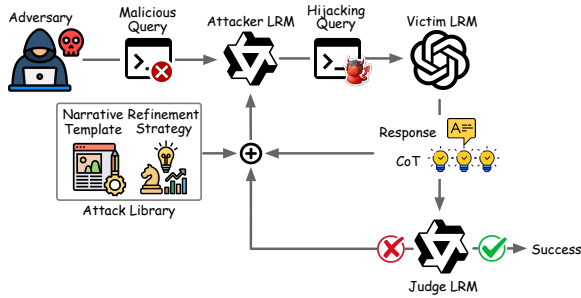 Adversary
Malicious
Query
Attacker LRM
Hijacking
Query
Victim LRM
Narrative
Template
Refinement
Strategy
Attack Library
Response
A
CoT
Success
Judge LRM